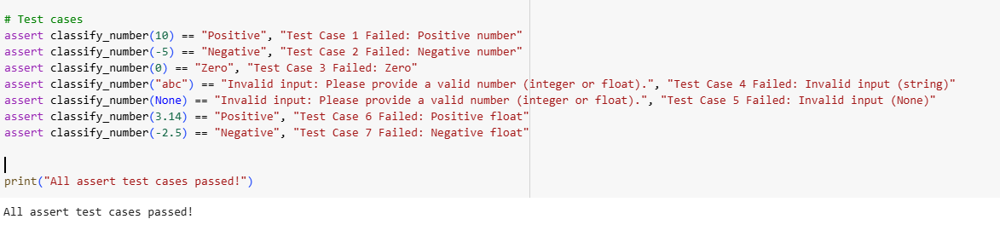 # Test cases
assert classify_number(10) == "Positive", "Test Case 1 Failed: Positive number"
assert classify_number(-5) == "Negative", "Test Case 2 Failed: Negative number"
assert classify_number(0) == "Zero", "Test Case 3 Failed: Zero"
assert classify_number("abc") == "Invalid input: Please provide a valid number (integer or float).", "Test Case 4 Failed: Invalid input (string)"
assert classify_number(None) == "Invalid input: Please provide a valid number (integer or float).", "Test Case 5 Failed: Invalid input (None)"
assert classify_number(3.14) == "Positive", "Test Case 6 Failed: Positive float"
assert classify_number(-2.5) == "Negative", "Test Case 7 Failed: Negative float"
print("All assert test cases passed!")
All assert test cases passed!